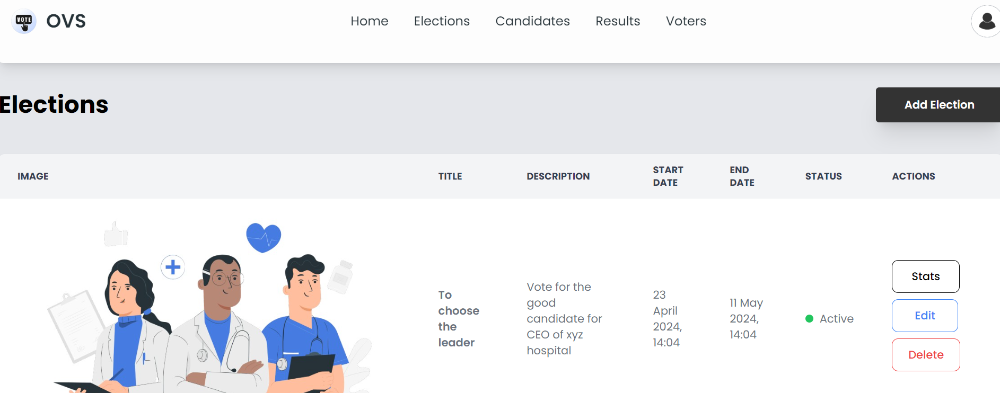 VOTE
OVS
Home Elections Candidates Results Voters
Elections
Add Election
IMAGE TITLE DESCRIPTION START DATE END DATE STATUS ACTIONS
To
choose
the
leader
Vote for the
good
candidate for
CEO of xyz
hospital
23
April
2024,
14:04
11 May
2024,
14:04
Active
Stats
Edit
Delete